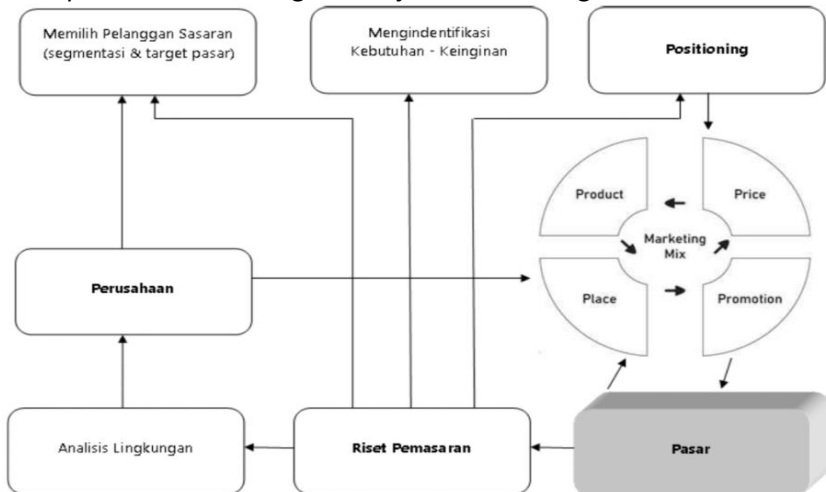 Memilih Pelanggan Sasaran
(segmentasi & target pasar)
Mengindentifikasi
Kebutuhan - Keinginan
Positioning
Product
Price
Marketing
Mix
Perusahaan
Place
Promotion
Analisis Lingkungan
Riset Pemasaran
Pasar